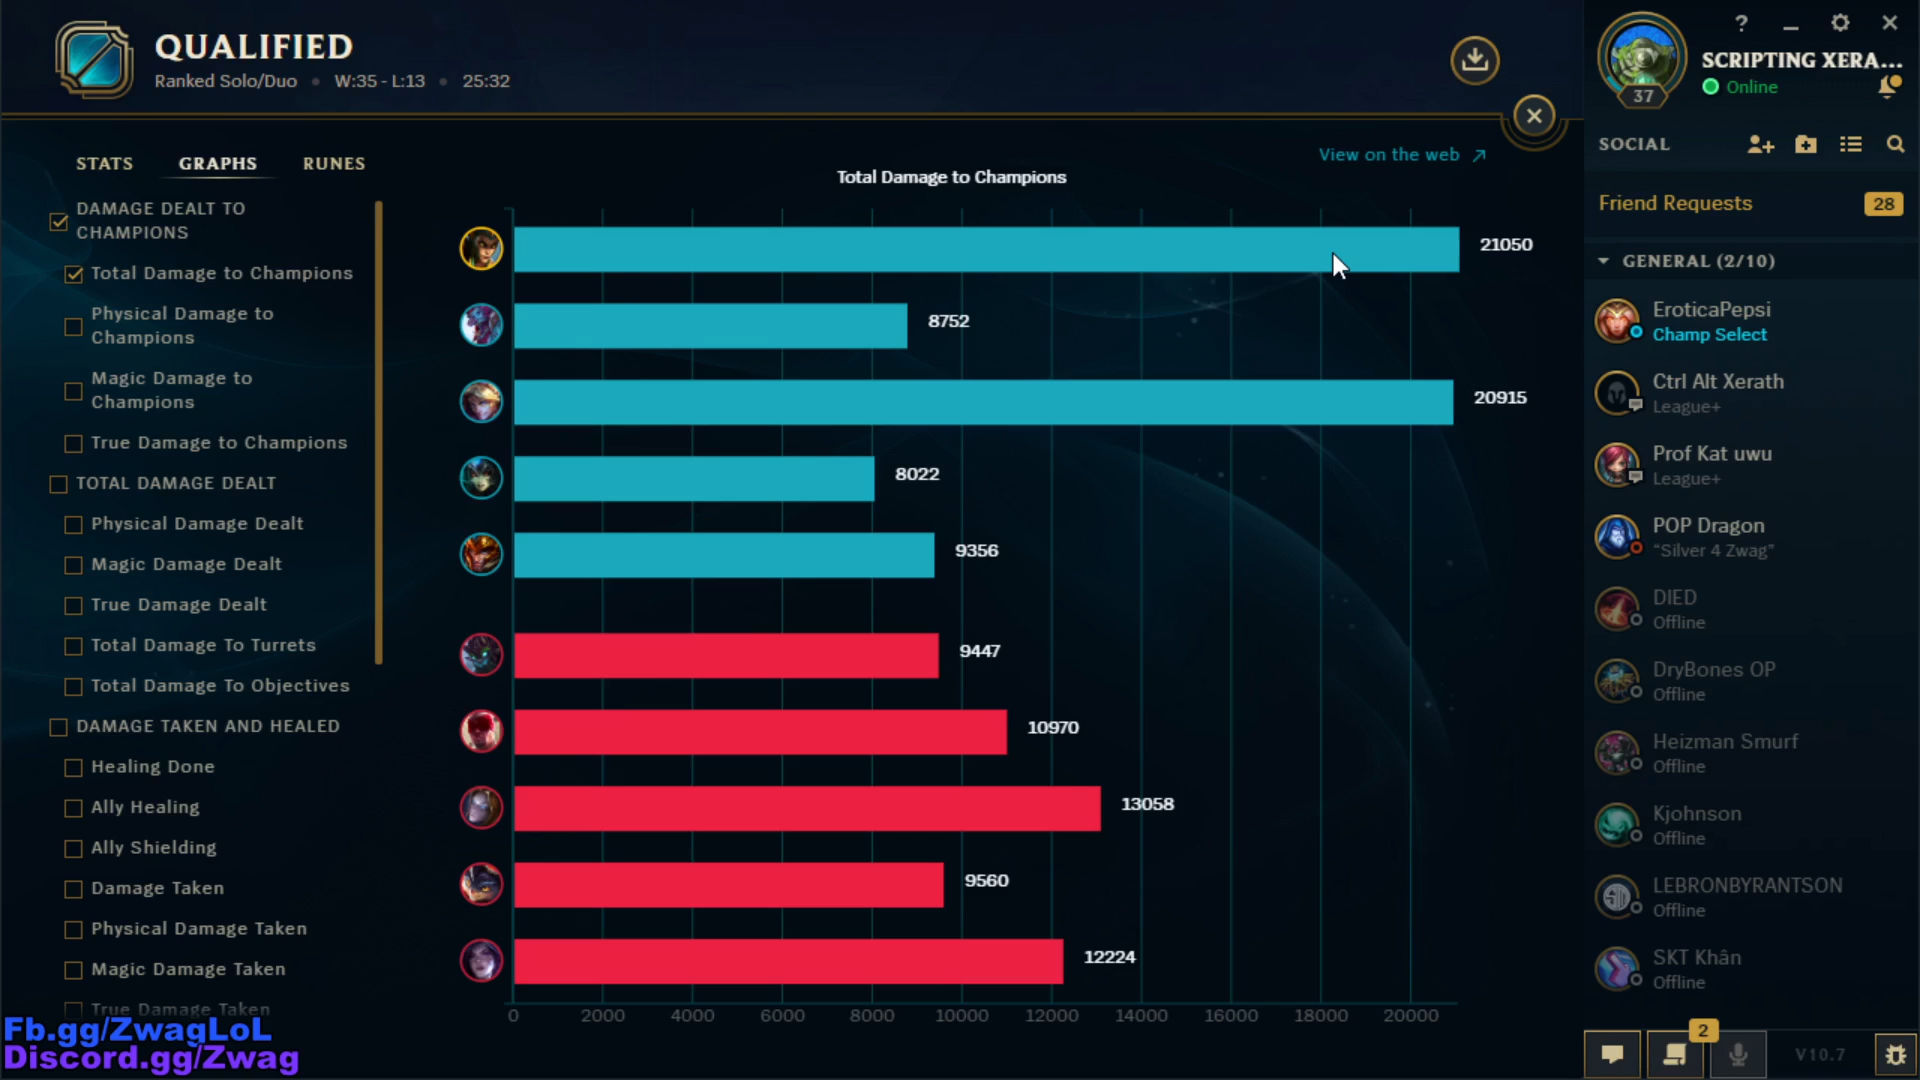 QUALIFIED
Ranked Solo/Duo • W:35 - L:13 • 25:32
?
SCRIPTING XERA...
Online
37
STATS GRAPHS RUNES
View on the web
Total Damage to Champions
DAMAGE DEALT TO
CHAMPIONS
Total Damage to Champions
Physical Damage to
Champions
Magic Damage to
Champions
True Damage to Champions
TOTAL DAMAGE DEALT
Physical Damage Dealt
Magic Damage Dealt
True Damage Dealt
Total Damage To Turrets
Total Damage To Objectives
DAMAGE TAKEN AND HEALED
Healing Done
Ally Healing
Ally Shielding
Damage Taken
Physical Damage Taken
Magic Damage Taken
True Damage Taken
21050
8752
20915
8022
9356
9447
10970
13058
9560
12224
0 2000 4000 6000 8000 10000 12000 14000 16000 18000 20000
SOCIAL
Friend Requests 28
GENERAL (2/10)
EroticaPepsi
Champ Select
Ctrl Alt Xerath
League+
Prof Kat uwu
League+
POP Dragon
“Silver 4 Zwag”
DIED
Offline
DryBones OP
Offline
Heizman Smurf
Offline
Kjohnson
Offline
LEBRONBYRANTSON
Offline
SKT Khân
Offline
2
V10.7
Fb.gg/ZwagLoL
Discord.gg/Zwag